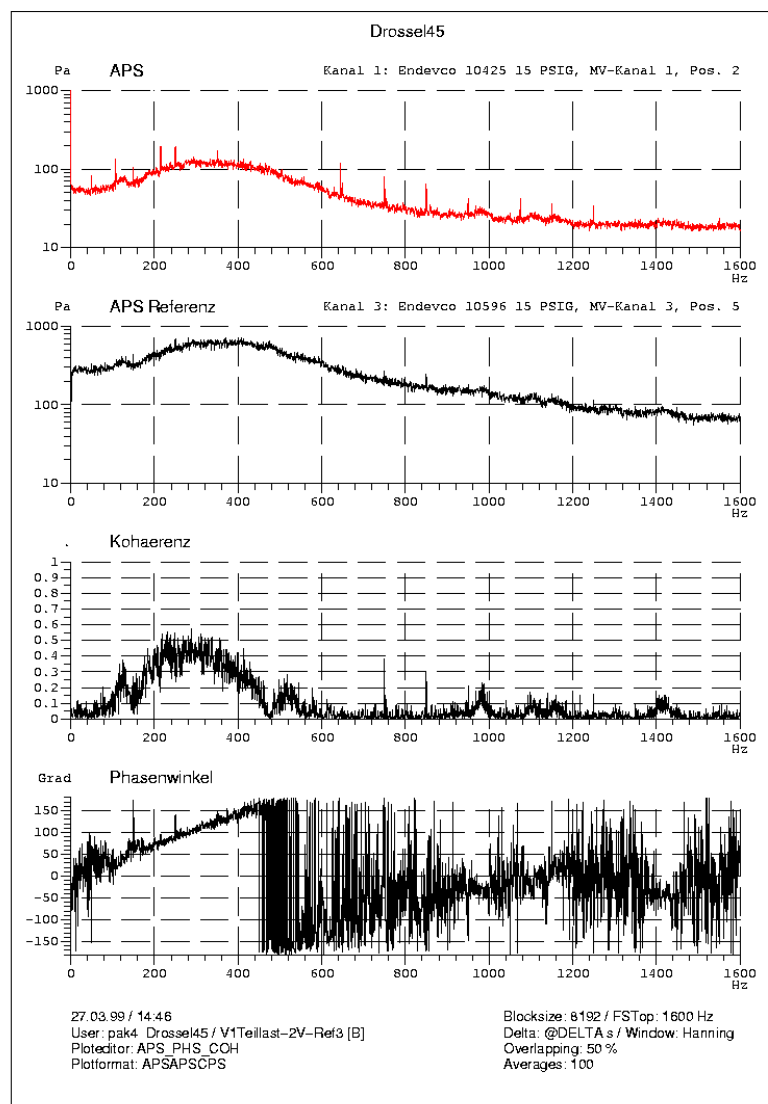 Drossel45
Pa APS Kanal 1: Endevco 10425 15 PSIG, MV-Kanal 1, Pos. 2
1000
100
10
0 200 400 600 800 1000 1200 1400 1600
Hz
Pa APS Referenz Kanal 3: Endevco 10596 15 PSIG, MV-Kanal 3, Pos. 5
1000
100
10
0 200 400 600 800 1000 1200 1400 1600
Hz
Kohaerenz
1
0.9
0.8
0.7
0.6
0.5
0.4
0.3
0.2
0.1
0
0 200 400 600 800 1000 1200 1400 1600
Hz
Grad Phasenwinkel
150
100
50
0
-50
-100
-150
0 200 400 600 800 1000 1200 1400 1600
Hz
27.03.99 / 14:46
User: pak4 Drossel45 / V1Teillast-2V-Ref3 [B]
Ploteditor: APS_PHS_COH
Plotformat: APSAPSCPS
Blocksize: 8192 / FSTop: 1600 Hz
Delta: @DELTA s / Window: Hanning
Overlapping: 50 %
Averages: 100